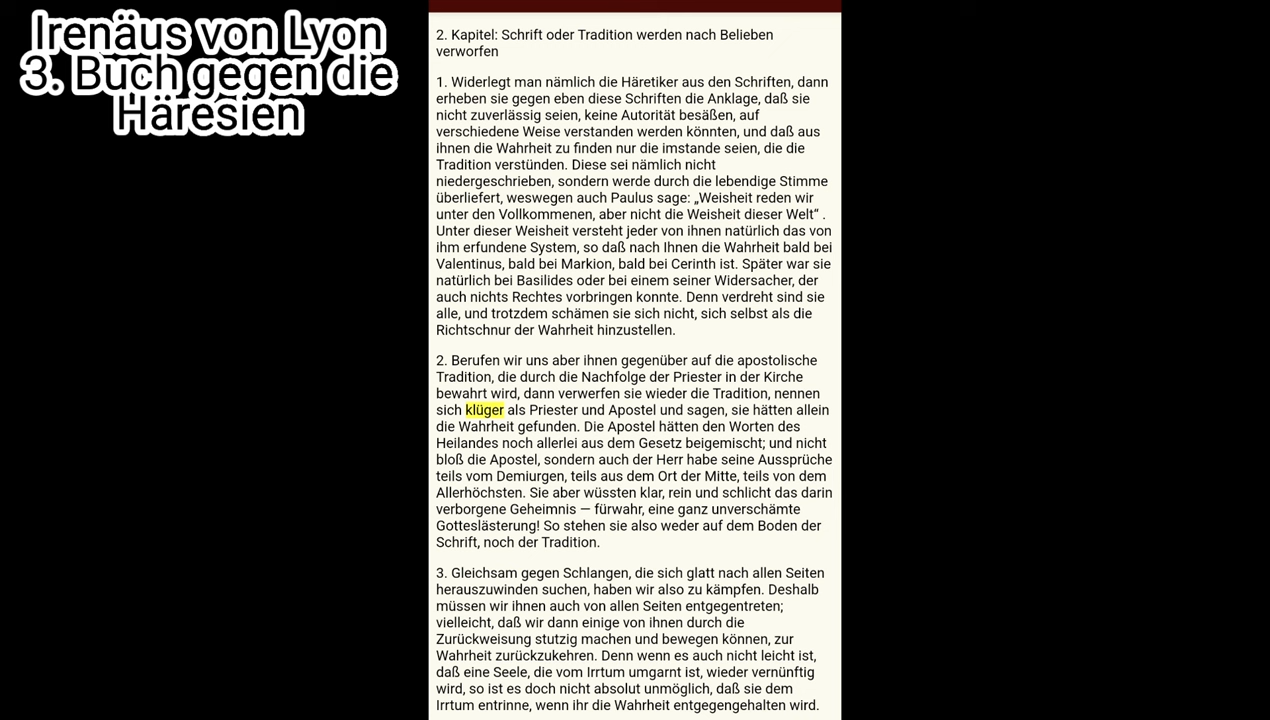 Irenäus von Lyon
3. Buch gegen die
Häresien
2. Kapitel: Schrift oder Tradition werden nach Belieben
verworfen
1. Widerlegt man nämlich die Häretiker aus den Schriften, dann
erheben sie gegen eben diese Schriften die Anklage, daß sie
nicht zuverlässig seien, keine Autorität besäßen, auf
verschiedene Weise verstanden werden könnten, und daß aus
ihnen die Wahrheit zu finden nur die imstande seien, die die
Tradition verstünden. Diese sei nämlich nicht
niedergeschrieben, sondern werde durch die lebendige Stimme
überliefert, weswegen auch Paulus sage: „Weisheit reden wir
unter den Vollkommenen, aber nicht die Weisheit dieser Welt“ .
Unter dieser Weisheit versteht jeder von ihnen natürlich das von
ihm erfundene System, so daß nach Ihnen die Wahrheit bald bei
Valentinus, bald bei Markion, bald bei Cerinth ist. Später war sie
natürlich bei Basilides oder bei einem seiner Widersacher, der
auch nichts Rechtes vorbringen konnte. Denn verdreht sind sie
alle, und trotzdem schämen sie sich nicht, sich selbst als die
Richtschnur der Wahrheit hinzustellen.
2. Berufen wir uns aber ihnen gegenüber auf die apostolische
Tradition, die durch die Nachfolge der Priester in der Kirche
bewahrt wird, dann verwerfen sie wieder die Tradition, nennen
sich klüger als Priester und Apostel und sagen, sie hätten allein
die Wahrheit gefunden. Die Apostel hätten den Worten des
Heilandes noch allerlei aus dem Gesetz beigemischt; und nicht
bloß die Apostel, sondern auch der Herr habe seine Aussprüche
teils vom Demiurgen, teils aus dem Ort der Mitte, teils von dem
Allerhöchsten. Sie aber wüssten klar, rein und schlicht das darin
verborgene Geheimnis — fürwahr, eine ganz unverschämte
Gotteslästerung! So stehen sie also weder auf dem Boden der
Schrift, noch der Tradition.
3. Gleichsam gegen Schlangen, die sich glatt nach allen Seiten
herauszuwinden suchen, haben wir also zu kämpfen. Deshalb
müssen wir ihnen auch von allen Seiten entgegentreten;
vielleicht, daß wir dann einige von ihnen durch die
Zurückweisung stutzig machen und bewegen können, zur
Wahrheit zurückzukehren. Denn wenn es auch nicht leicht ist,
daß eine Seele, die vom Irrtum umgarnt ist, wieder vernünftig
wird, so ist es doch nicht absolut unmöglich, daß sie dem
Irrtum entrinne, wenn ihr die Wahrheit entgegengehalten wird.